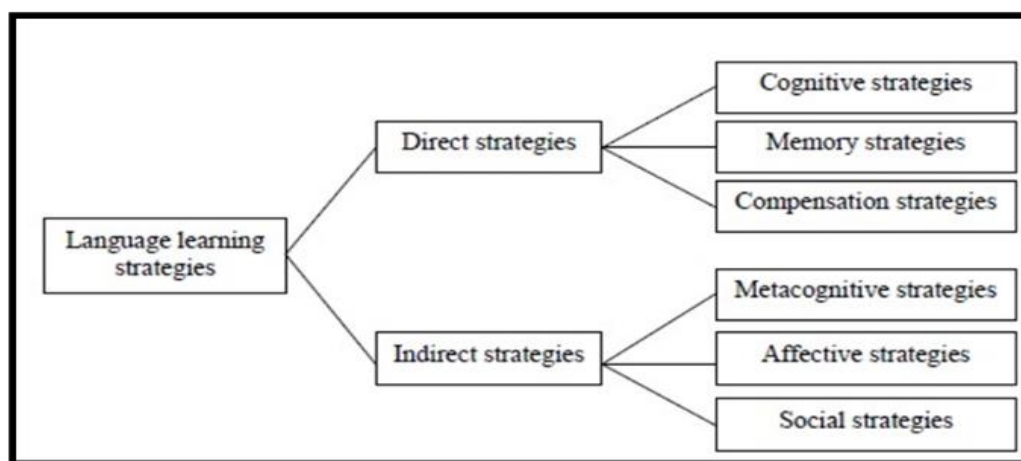 Cognitive strategies
Direct strategies
Memory strategies
Compensation strategies
Language learning
strategies
Metacognitive strategies
Indirect strategies
Affective strategies
Social strategies